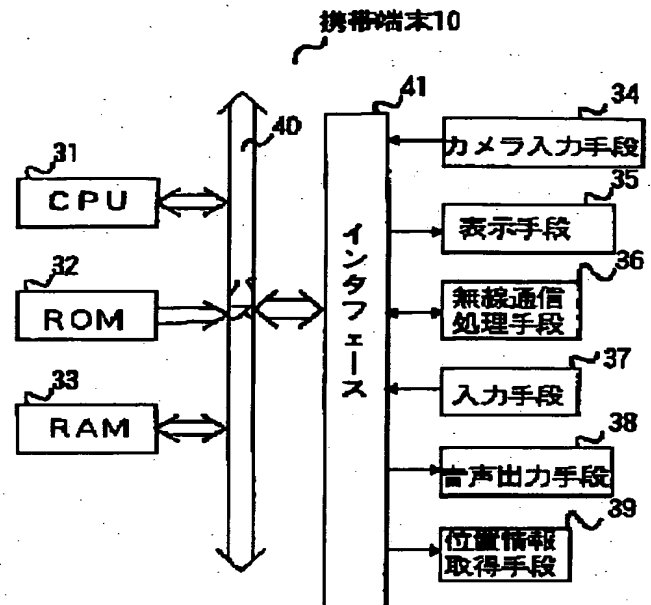 携帯端末10
41
40
34
カメラ入力手段
31
CPU
35
表示手段
32
ROM
バス
インタフェース
36
無線通信
処理手段
33
RAM
37
入力手段
38
音声出力手段
39
位置情報
取得手段